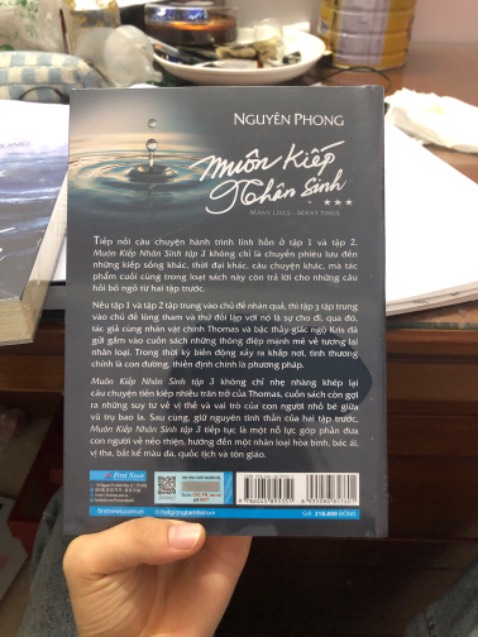 NGUYÊN PHONG
Muôn Kiếp
Nhân Sinh
MANY LIVES - MANY TIMES
Tiếp nối câu chuyện hành trình linh hồn ở tập 1 và tập 2,
Muôn Kiếp Nhân Sinh tập 3 không chỉ là chuyến phiêu lưu đến
những kiếp sống khác, thời đại khác, câu chuyện khác, mà tác
phẩm cuối cùng trong loạt sách này còn trả lời cho những câu
hỏi bỏ ngỏ từ hai tập trước.
Nếu tập 1 và tập 2 tập trung vào chủ đề nhân quả, thì tập 3 tập trung
vào chủ đề lòng tham và thứ đối lập với nó là sự cho đi, qua đó,
tác giả cùng nhân vật chính Thomas và bậc thầy giác ngộ Kris đã
gửi gắm vào cuốn sách những thông điệp mạnh mẽ về tương lai
nhân loại. Trong thời kỳ biến động xảy ra khắp nơi, tình thương
chính là con đường, thiền định chính là phương pháp.
Muôn Kiếp Nhân Sinh tập 3 không chỉ nhẹ nhàng khép lại
câu chuyện tiền kiếp nhiều trăn trở của Thomas, cuốn sách còn gợi
ra những suy tư về vị thế và vai trò của con người nhỏ bé giữa
vũ trụ bao la. Sau cùng, giữ nguyên tinh thần của hai tập trước,
Muôn Kiếp Nhân Sinh tập 3 tiếp tục là một nỗ lực góp phần đưa
con người về nẻo thiện, hướng đến một nhân loại hòa bình, bác ái,
vị tha, bất kể màu da, quốc tịch và tôn giáo.
First News
firstnews.com.vn
hatgiongtamhon.vn
GIÁ: 218.000 ĐỒNG